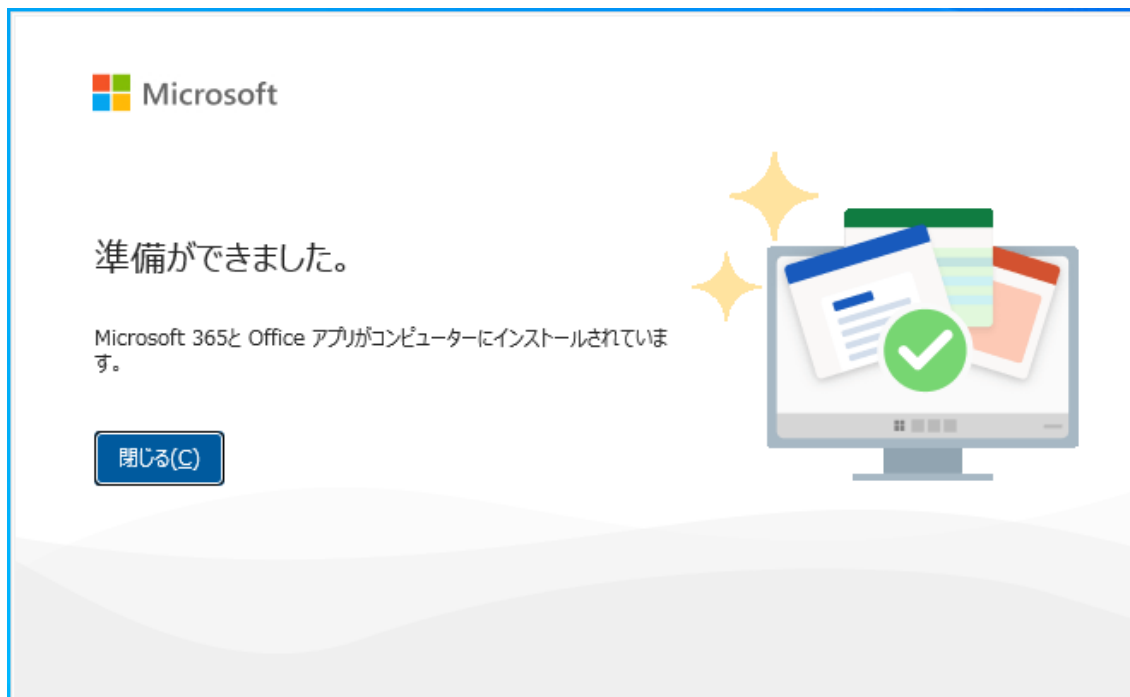 Microsoft
準備ができました。
Microsoft 365と Office アプリがコンピューターにインストールされていま
す。
閉じる(C)